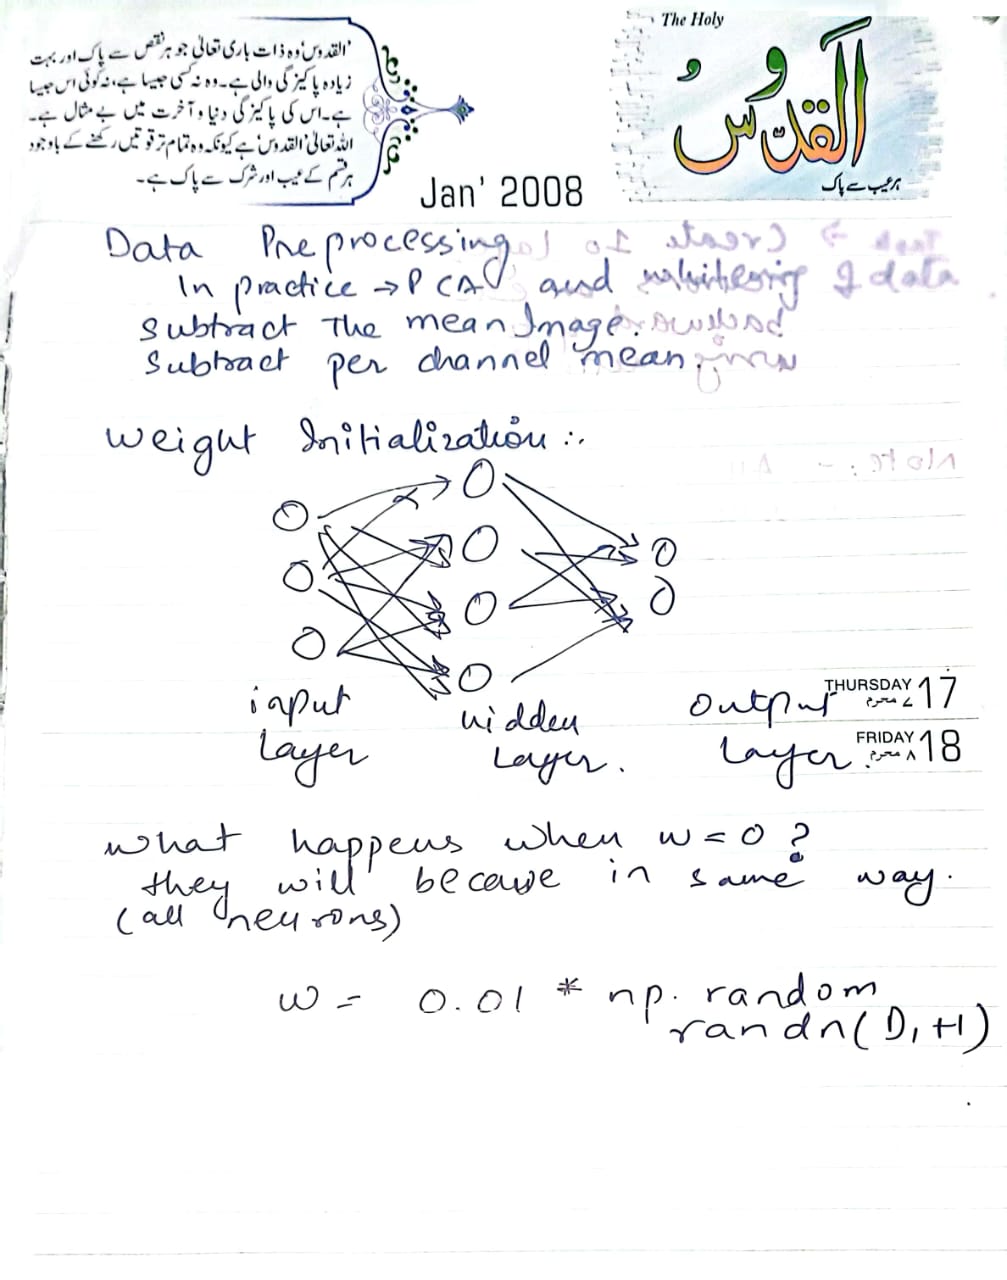 'القدوس' وہ ذات باری تعالٰی جو ہر نقص سے پاک اور بہت
زیادہ پاکیزگی والی ہے۔ وہ نہ کسی جیسا ہے، نہ کوئی اس جیسا
ہے۔ اس کی پاکیزگی دنیا و آخرت میں بے مثال ہے۔
اللہ تعالٰی 'القدوس' ہے کیونکہ وہ تمام تر قوتیں رکھنے کے باوجود
ہر قسم کے عیب اور شرک سے پاک ہے۔
The Holy
اَلْقُدُّوسُ
ہر عیب سے پاک
Jan' 2008
Data Preprocessing
In practice → PCA and whitening of data
Subtract The mean Image.
Subtract per channel mean.
Weight Initialization :.
input hidden output
Layer Layer. Layer
THURSDAY 17
۷ محرم
FRIDAY 18
۸ محرم
What happens when w = 0 ?
they will because in same way.
(all neurons)
w = 0.01 * np. random
randn(D, H)